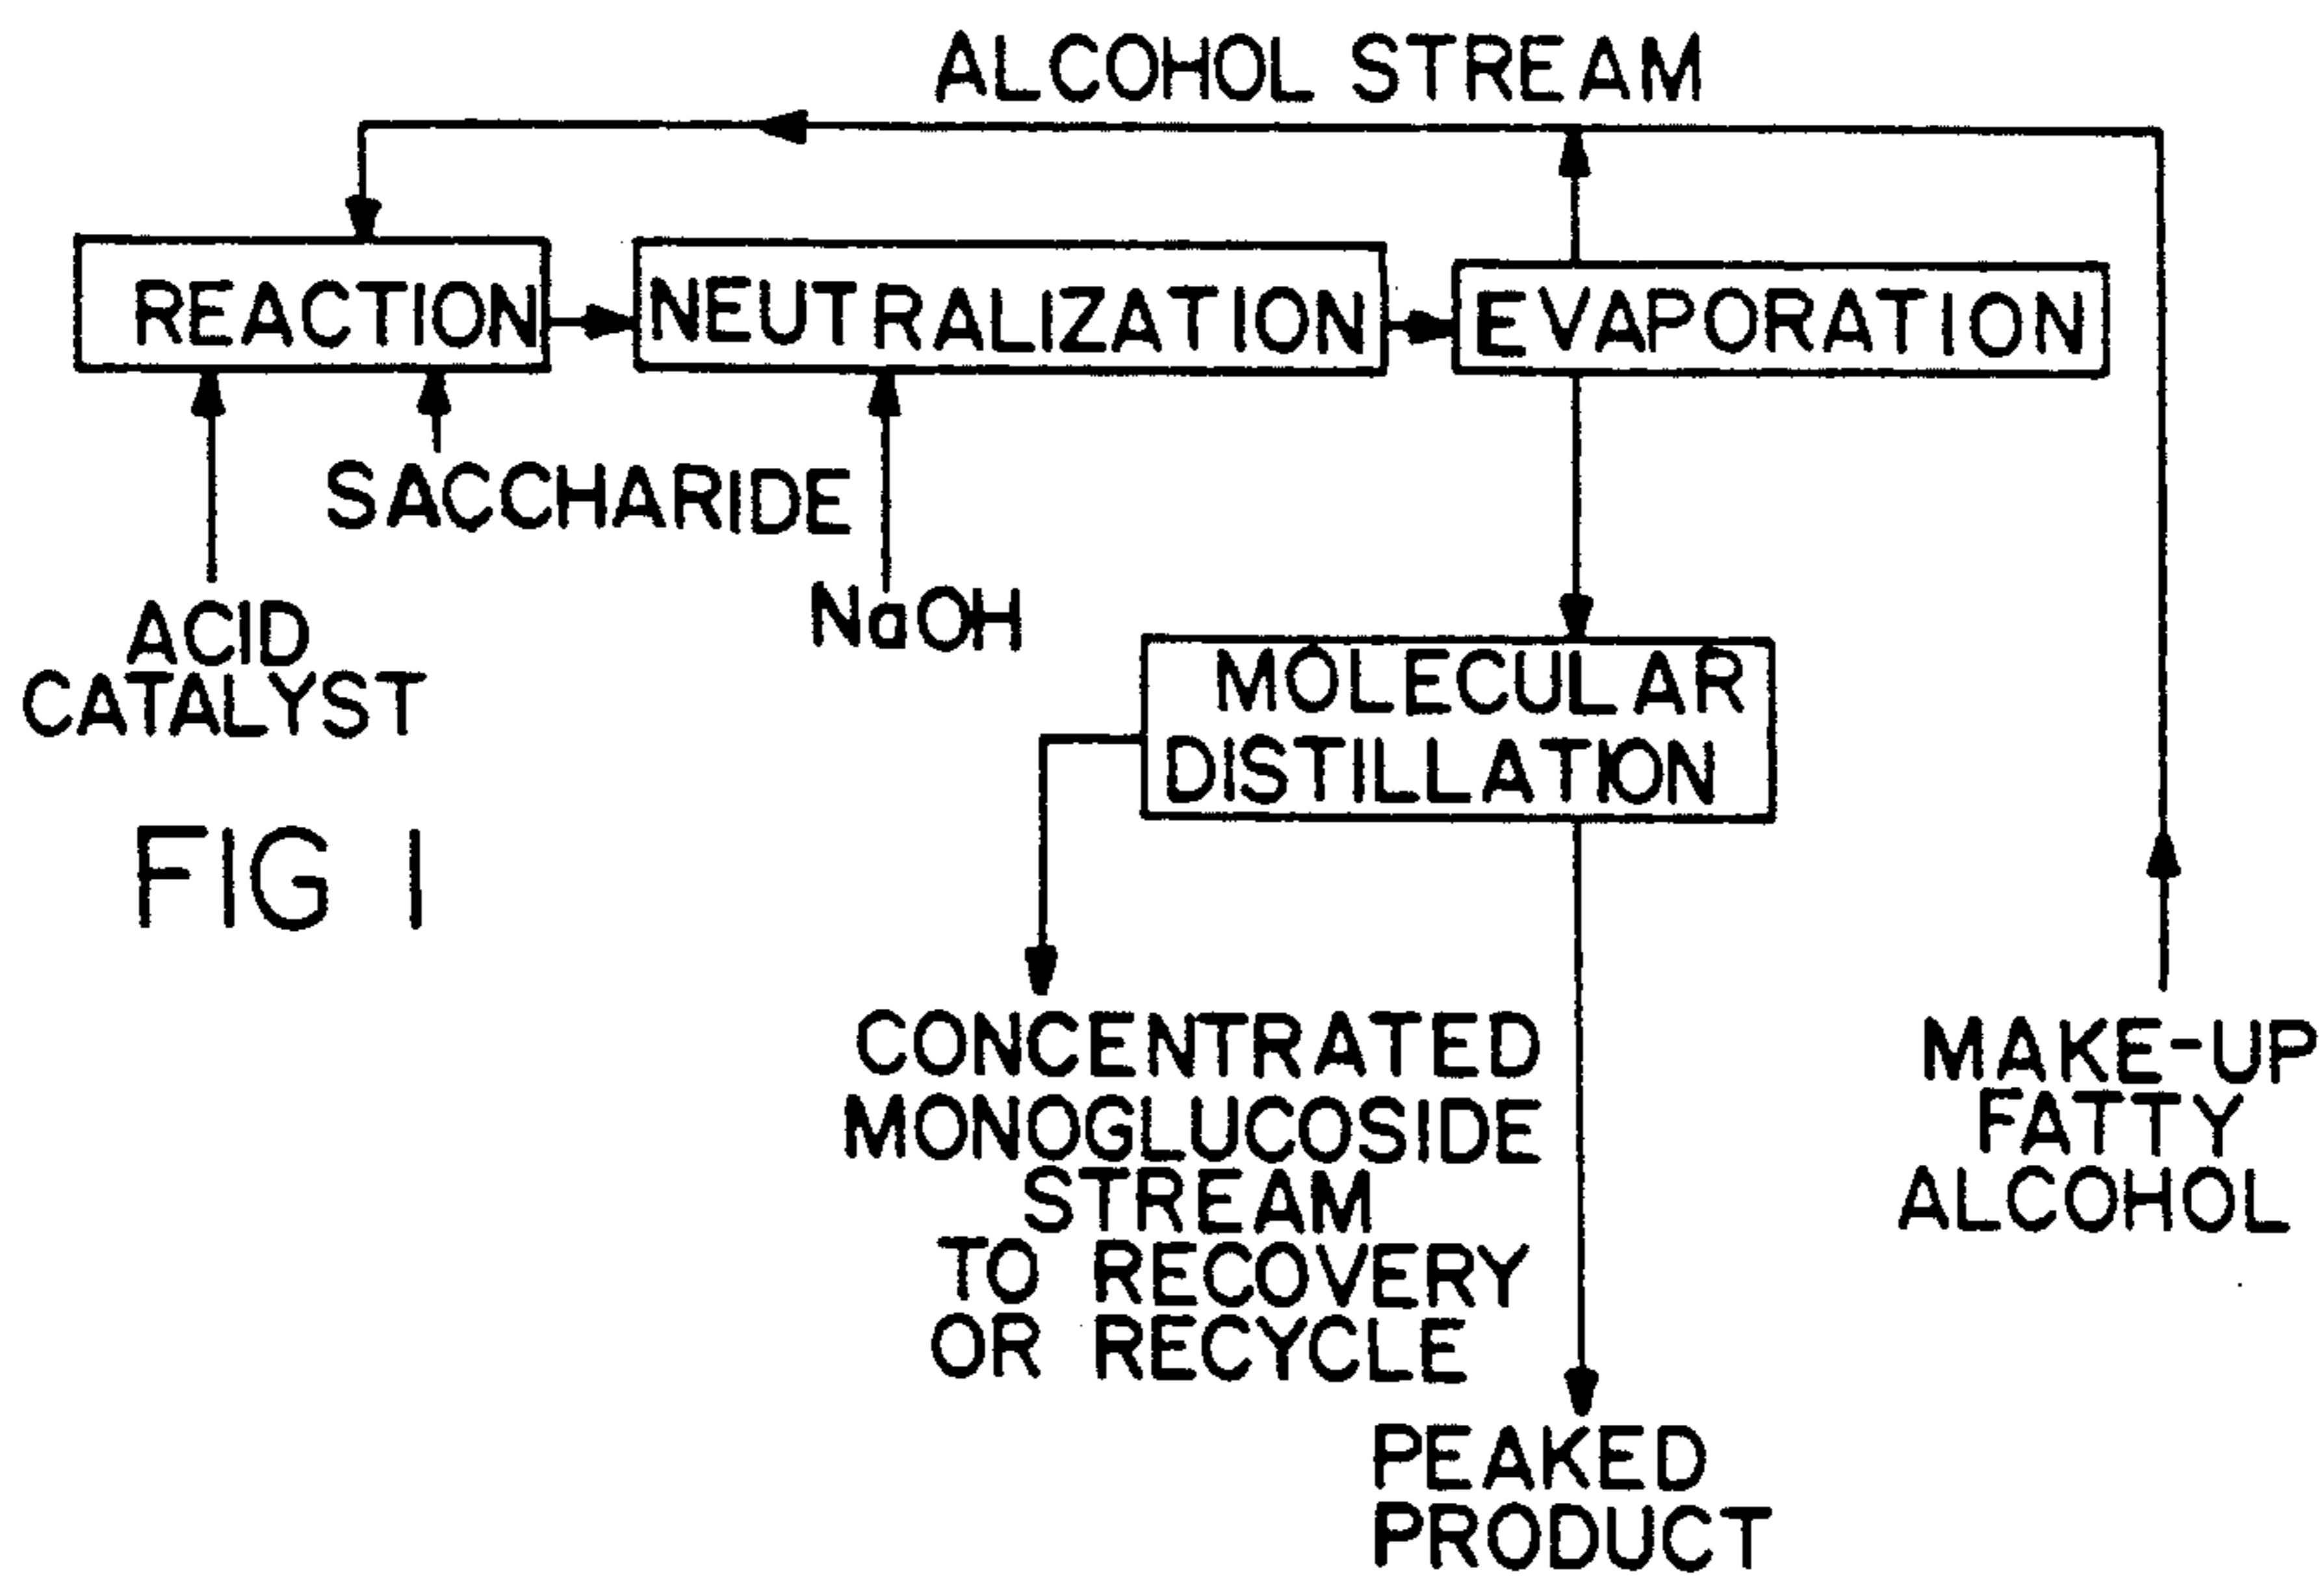 ALCOHOL STREAM
REACTION
NEUTRALIZATION
EVAPORATION
SACCHARIDE
ACID
CATALYST
NaOH
MOLECULAR
DISTILLATION
FIG 1
CONCENTRATED
MONOGLUCOSIDE
STREAM
TO RECOVERY
OR RECYCLE
MAKE-UP
FATTY
ALCOHOL
PEAKED
PRODUCT